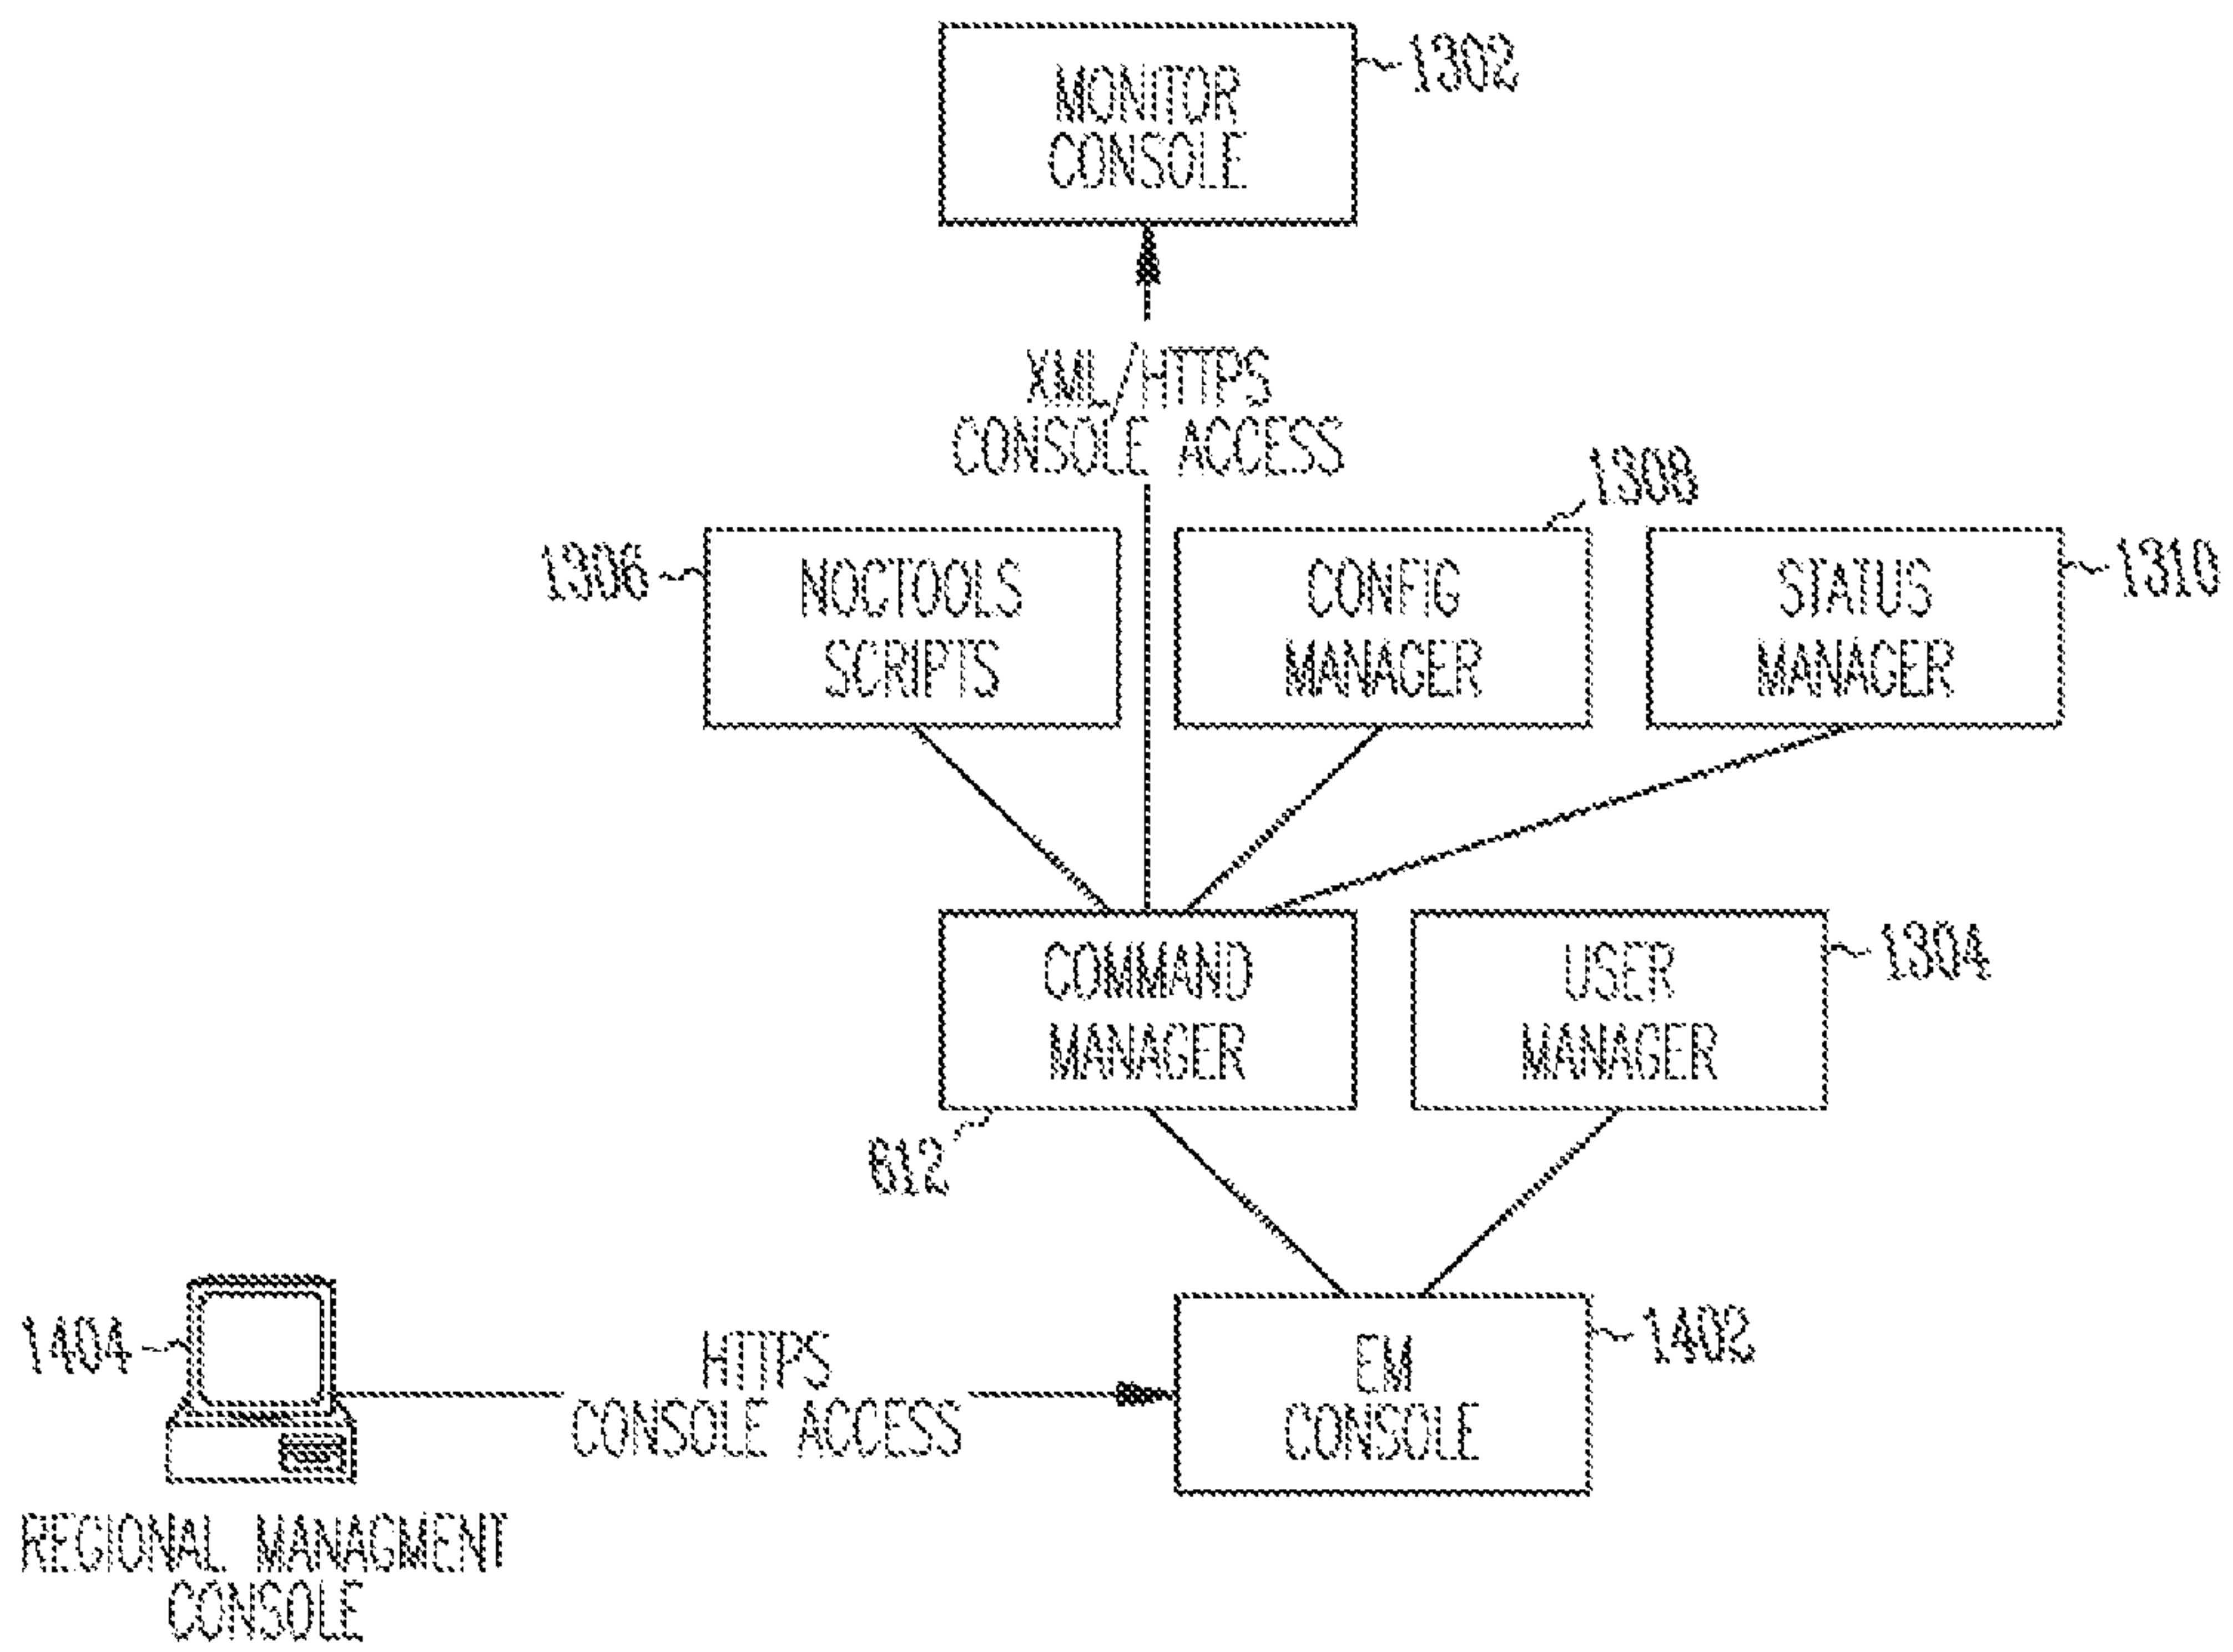 1302
MONITOR
CONSOLE
XML/HTTPS
CONSOLE ACCESS
1308
1306
NOCTOOLS
SCRIPTS
CONFIG
MANAGER
STATUS
MANAGER
1310
COMMAND
MANAGER
USER
MANAGER
1304
612
1404
HTTPS
CONSOLE ACCESS
EM
CONSOLE
1402
REGIONAL MANAGMENT
CONSOLE